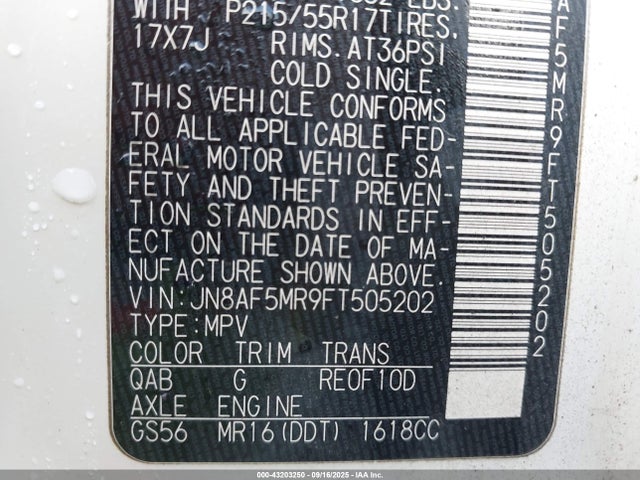 LBS.
WITH P215/55R17TIRES.
17X7J RIMS.AT36PSI
COLD SINGLE.
THIS VEHICLE CONFORMS
TO ALL APPLICABLE FED-
ERAL MOTOR VEHICLE SA-
FETY AND THEFT PREVEN-
TION STANDARDS IN EFF-
ECT ON THE DATE OF MA-
NUFACTURE SHOWN ABOVE.
VIN:JN8AF5MR9FT505202
TYPE:MPV
COLOR TRIM TRANS
QAB G RE0F10D
AXLE ENGINE
GS56 MR16(DDT) 1618CC
AF5MR9FT505202
000-43203250 - 09/16/2025 - IAA Inc.